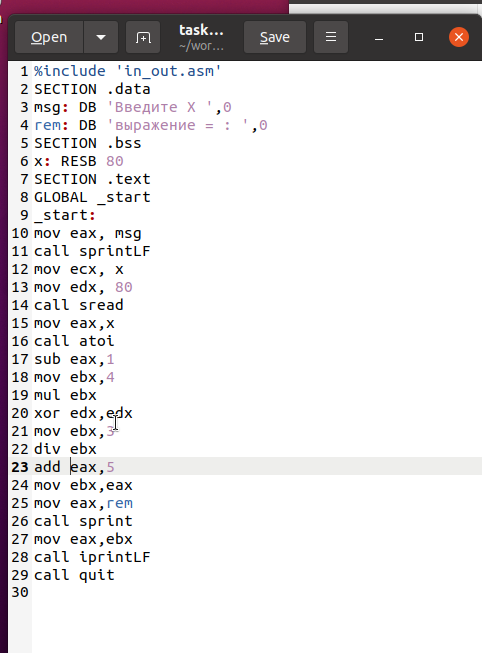 Open
task...
~/wor...
Save
1 %include 'in_out.asm'
2 SECTION .data
3 msg: DB 'Введите X ',0
4 rem: DB 'выражение = : ',0
5 SECTION .bss
6 x: RESB 80
7 SECTION .text
8 GLOBAL _start
9 _start:
10 mov eax, msg
11 call sprintLF
12 mov ecx, x
13 mov edx, 80
14 call sread
15 mov eax,x
16 call atoi
17 sub eax,1
18 mov ebx,4
19 mul ebx
20 xor edx,edx
21 mov ebx,3
22 div ebx
23 add eax,5
24 mov ebx,eax
25 mov eax,rem
26 call sprint
27 mov eax,ebx
28 call iprintLF
29 call quit
30